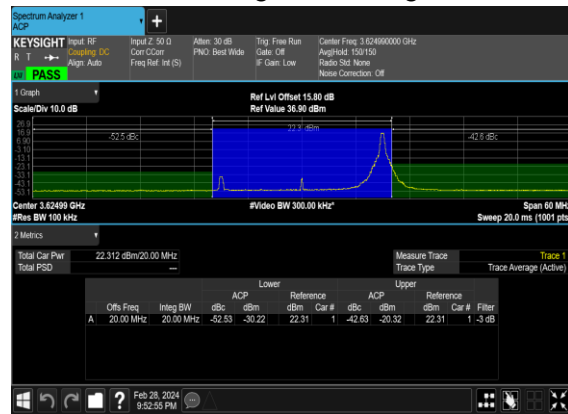 Spectrum Analyzer 1
ACP
+
KEYSIGHT Input: RF Input Z: 50 Ω Atten: 30 dB Trig: Free Run Center Freq: 3.624990000 GHz
R T Coupling: DC Corr CCorr PNO: Best Wide Gate: Off Avg|Hold: 150/150
Align: Auto Freq Ref: Int (S) IF Gain: Low Radio Std: None
LW PASS Noise Correction: Off
1 Graph
Ref Lvl Offset 15.80 dB
Scale/Div 10.0 dB Ref Value 36.90 dBm
26.9
16.9 -52.5 dBc 22.3 dBm -42.6 dBc
6.90
-3.10
-13.1
-23.1
-33.1
-43.1
-53.1
Center 3.62499 GHz #Video BW 300.00 kHz* Span 60 MHz
#Res BW 100 kHz Sweep 20.0 ms (1001 pts
2 Metrics
Total Car Pwr 22.312 dBm/20.00 MHz Measure Trace Trace 1
Total PSD --- Trace Type Trace Average (Active)
Lower Upper
ACP Reference ACP Reference
Offs Freq Integ BW dBc dBm dBm Car # dBc dBm dBm Car # Filter
A 20.00 MHz 20.00 MHz -52.53 -30.22 22.31 1 -42.63 -20.32 22.31 1 -3 dB
? Feb 28, 2024
9:52:55 PM